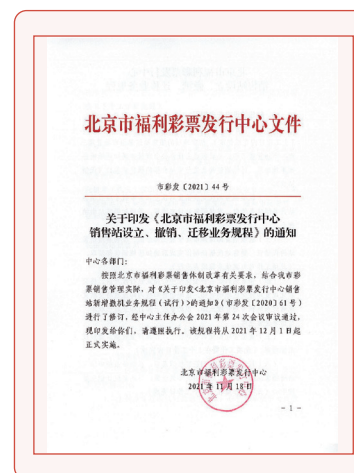 北京市福利彩票发行中心文件
市彩发〔2021〕44号
关于印发《北京市福利彩票发行中心
销售站设立、撤销、迁移业务规程》的通知
中心各部门：
按照北京市福利彩票销售体制改革有关要求，结合我市彩
票销售管理实际，对《关于印发<北京市福利彩票发行中心销售
站新增撤机业务规程（试行）>的通知》（市彩发〔2020〕61号）
进行了修订，经中心主任办公会2021年第24次会议审议通过，
现印发给你们，请遵照执行。该规程将从2021年12月1日起
正式实施。
北京市福利彩票发行中心
2021年11月18日
- 1 -